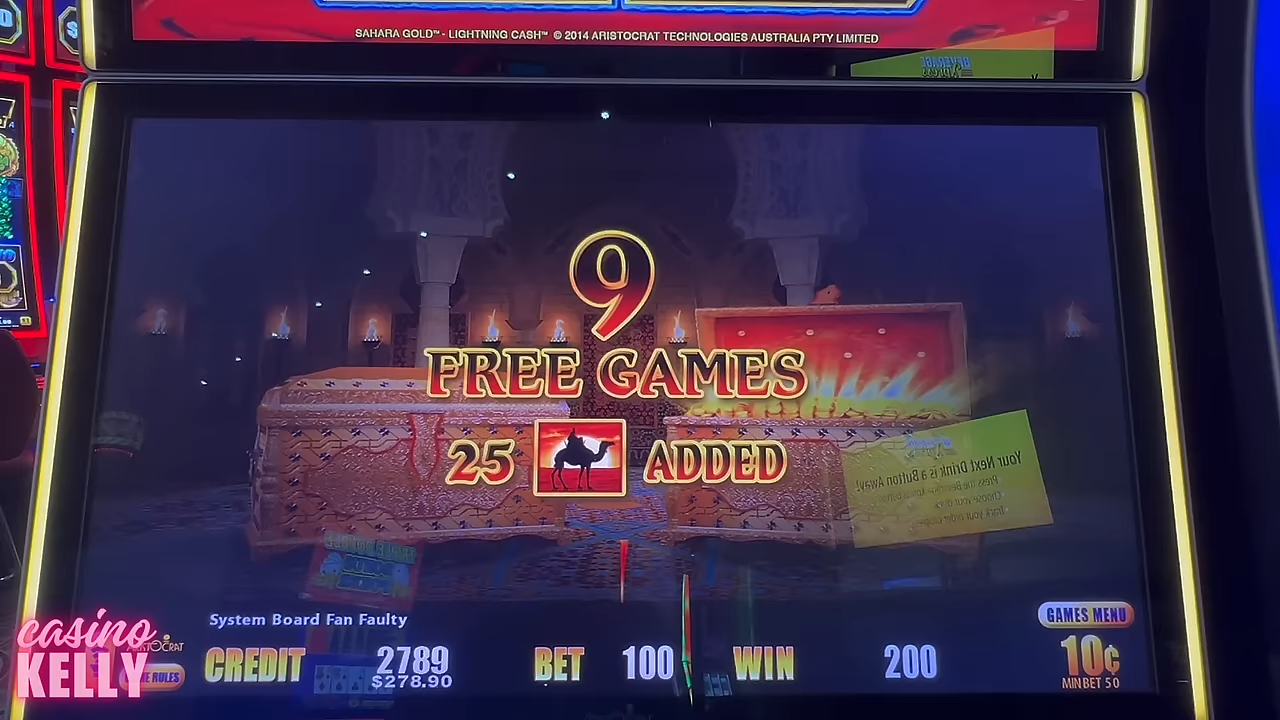 SAHARA GOLD™ - LIGHTNING CASH™ © 2014 ARISTOCRAT TECHNOLOGIES AUSTRALIA PTY LIMITED
BEVERAGE
9
FREE GAMES
25 ADDED
Your Next Drink is a Button Away!
System Board Fan Faulty
GAMES MENU
CREDIT 2789 BET 100 WIN 200 10¢
$278.90 MIN BET 50
casino
KELLY